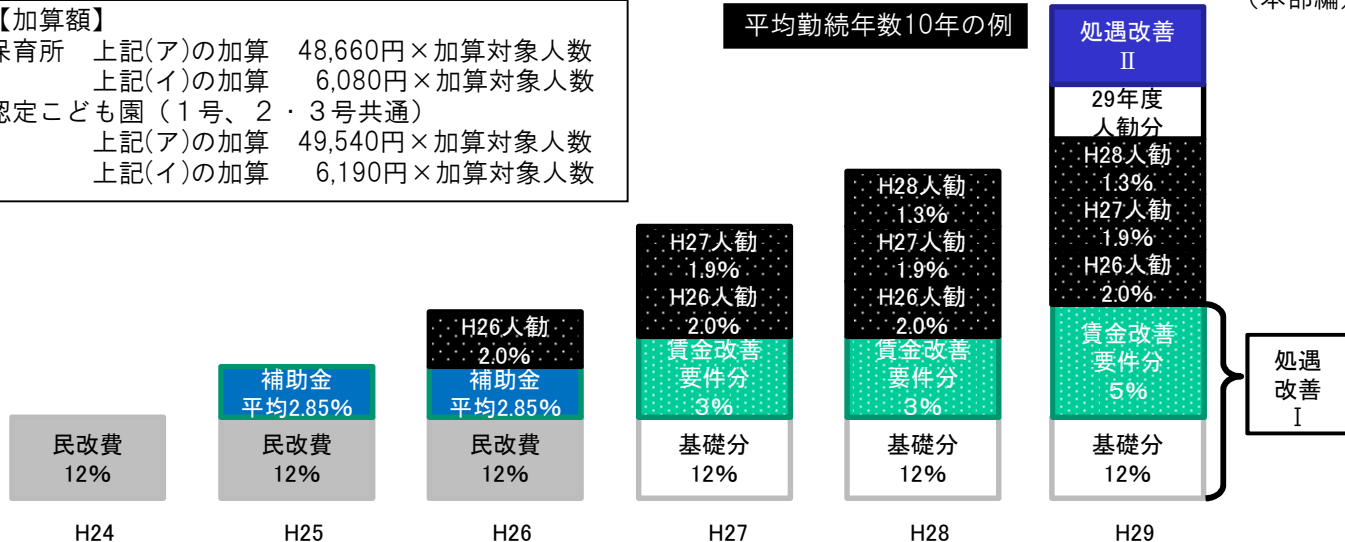 【加算額】
保育所 上記(ア)の加算 48,660円×加算対象人数
上記(イ)の加算 6,080円×加算対象人数
認定こども園（１号、２・３号共通）
上記(ア)の加算 49,540円×加算対象人数
上記(イ)の加算 6,190円×加算対象人数
平均勤続年数10年の例
民改費
12%
H24
補助金
平均2.85%
民改費
12%
H25
H26人勧
2.0%
補助金
平均2.85%
民改費
12%
H26
H27人勧
1.9%
H26人勧
2.0%
賃金改善
要件分
3%
基礎分
12%
H27
H28人勧
1.3%
H27人勧
1.9%
H26人勧
2.0%
賃金改善
要件分
3%
基礎分
12%
H28
処遇改善
Ⅱ
29年度
人勧分
H28人勧
1.3%
H27人勧
1.9%
H26人勧
2.0%
賃金改善
要件分
5%
基礎分
12%
H29
処遇
改善
Ⅰ